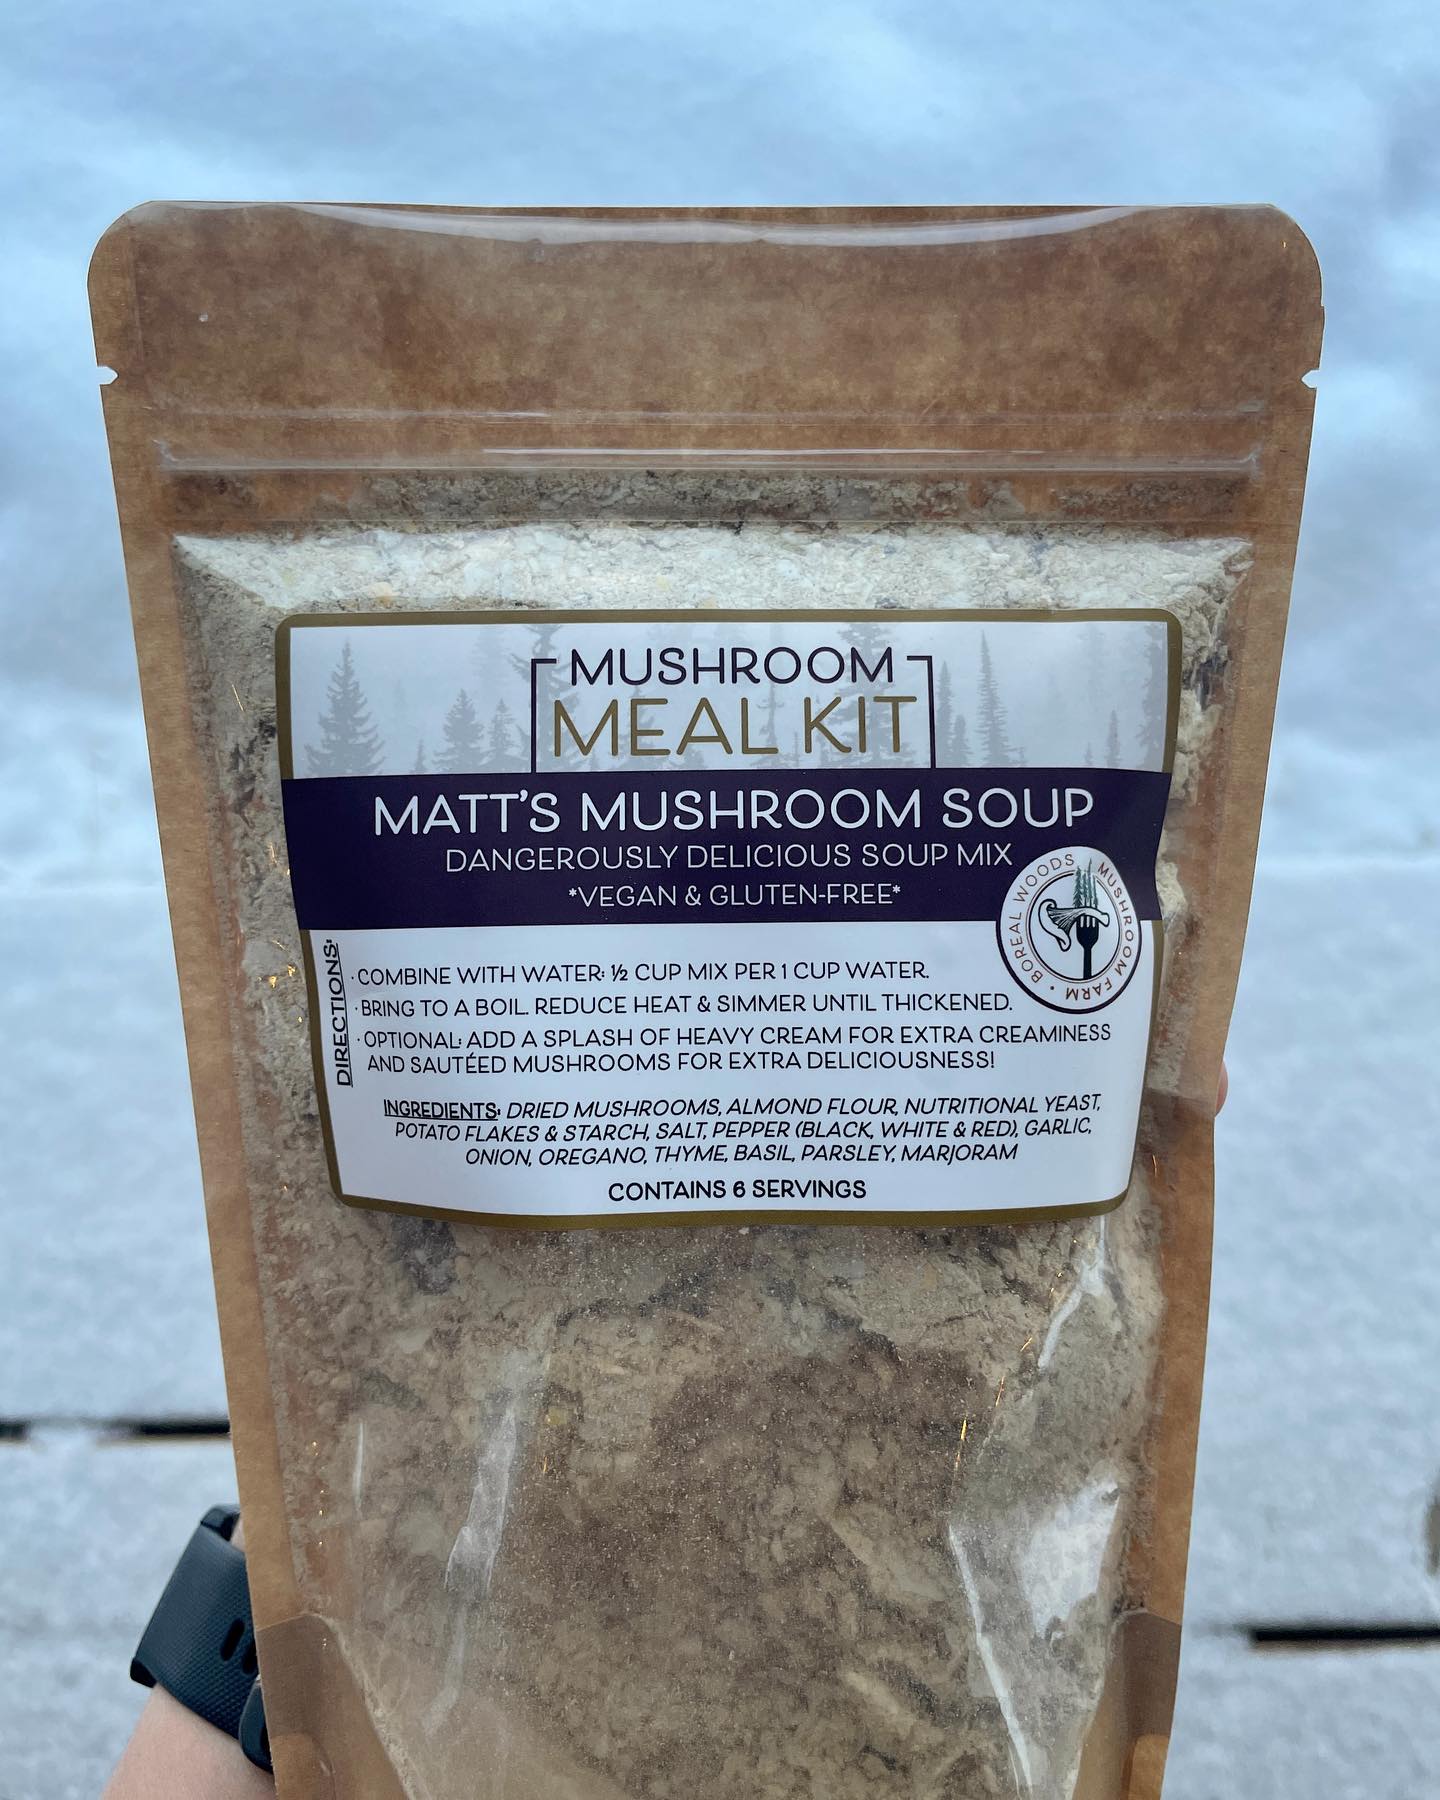 MUSHROOM
MEAL KIT
MATT'S MUSHROOM SOUP
DANGEROUSLY DELICIOUS SOUP MIX
*VEGAN & GLUTEN-FREE*
BOREAL WOODS MUSHROOM FARM •
DIRECTIONS:
· COMBINE WITH WATER: ½ CUP MIX PER 1 CUP WATER.
· BRING TO A BOIL. REDUCE HEAT & SIMMER UNTIL THICKENED.
· OPTIONAL: ADD A SPLASH OF HEAVY CREAM FOR EXTRA CREAMINESS
AND SAUTÉED MUSHROOMS FOR EXTRA DELICIOUSNESS!
INGREDIENTS: DRIED MUSHROOMS, ALMOND FLOUR, NUTRITIONAL YEAST,
POTATO FLAKES & STARCH, SALT, PEPPER (BLACK, WHITE & RED), GARLIC,
ONION, OREGANO, THYME, BASIL, PARSLEY, MARJORAM
CONTAINS 6 SERVINGS